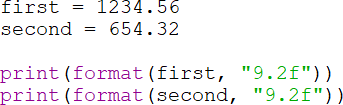 first = 1234.56
second = 654.32
print(format(first, "9.2f"))
print(format(second, "9.2f"))